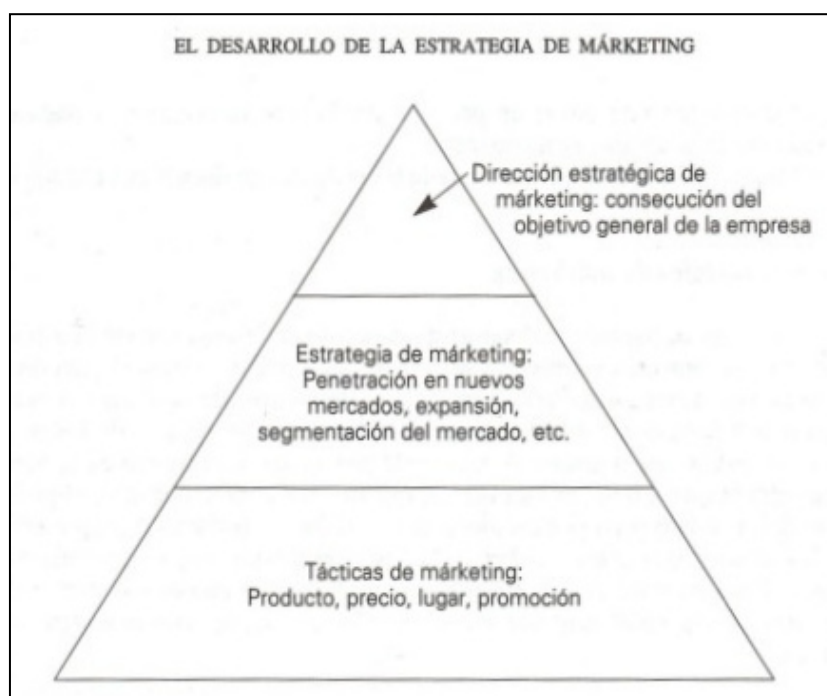 EL DESARROLLO DE LA ESTRATEGIA DE MÁRKETING
Dirección estratégica de
márketing: consecución del
objetivo general de la empresa
Estrategia de márketing:
Penetración en nuevos
mercados, expansión,
segmentación del mercado, etc.
Tácticas de márketing:
Producto, precio, lugar, promoción